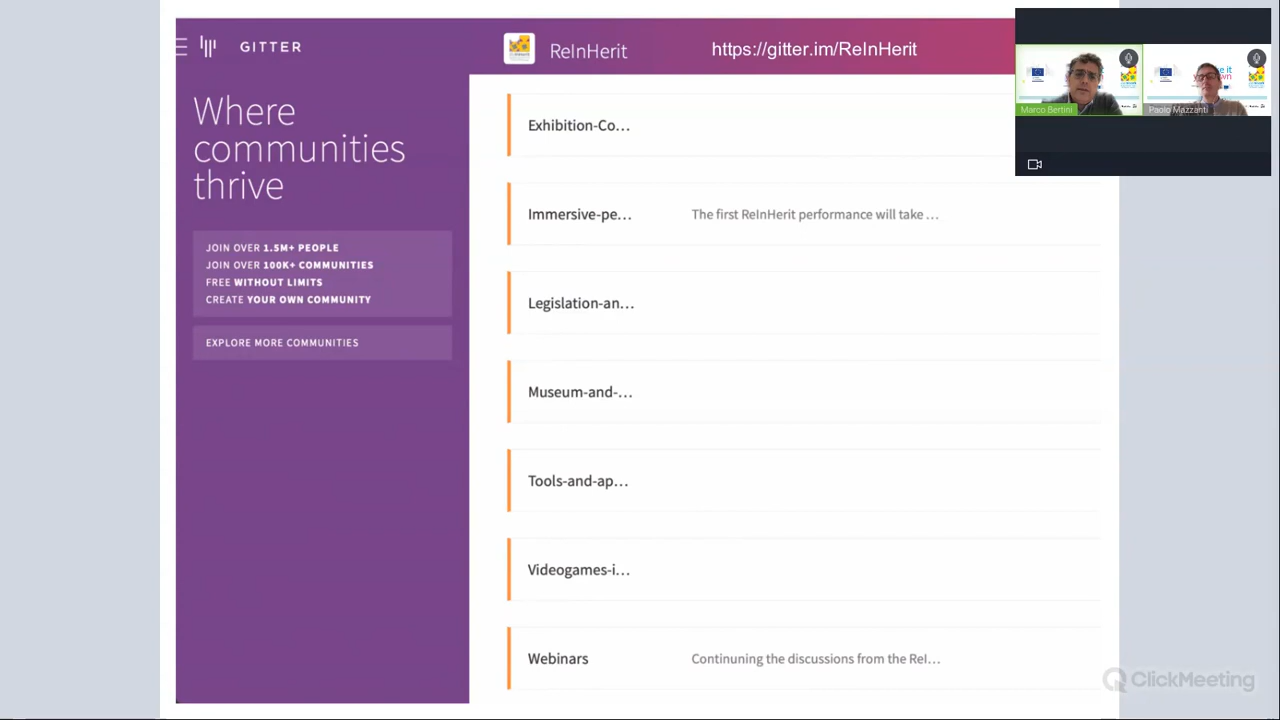 GITTER
ReInHerit
https://gitter.im/ReInHerit
Where
communities
thrive
JOIN OVER 1.5M+ PEOPLE
JOIN OVER 100K+ COMMUNITIES
FREE WITHOUT LIMITS
CREATE YOUR OWN COMMUNITY
EXPLORE MORE COMMUNITIES
Exhibition-Co…
Immersive-pe… The first ReInHerit performance will take …
Legislation-an…
Museum-and-…
Tools-and-ap…
Videogames-i…
Webinars Continuning the discussions from the ReI…
Marco Bertini
Paolo Mazzanti
ClickMeeting